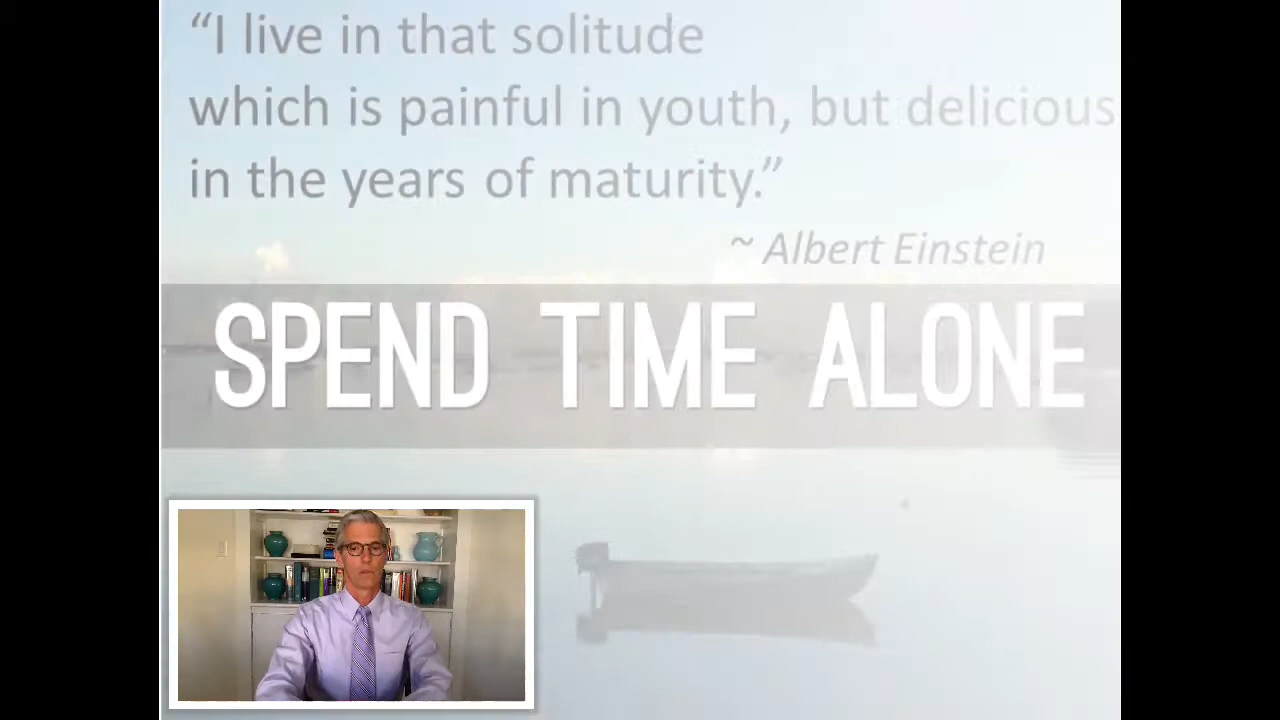 “I live in that solitude
which is painful in youth, but delicious
in the years of maturity.”
~ Albert Einstein
SPEND TIME ALONE